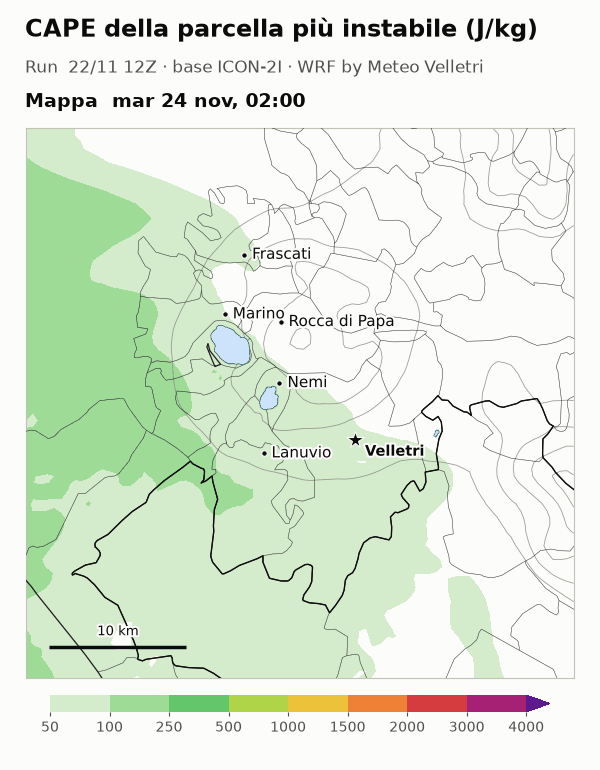 CAPE della parcella più instabile (J/kg)
Run  22/11 12Z · base ICON-2I · WRF by Meteo Velletri
Mappa  mar 24 nov, 02:00
Frascati
Marino
Rocca di Papa
Nemi
Velletri
Lanuvio
10 km
50 100 250 500 1000 1500 2000 3000 4000